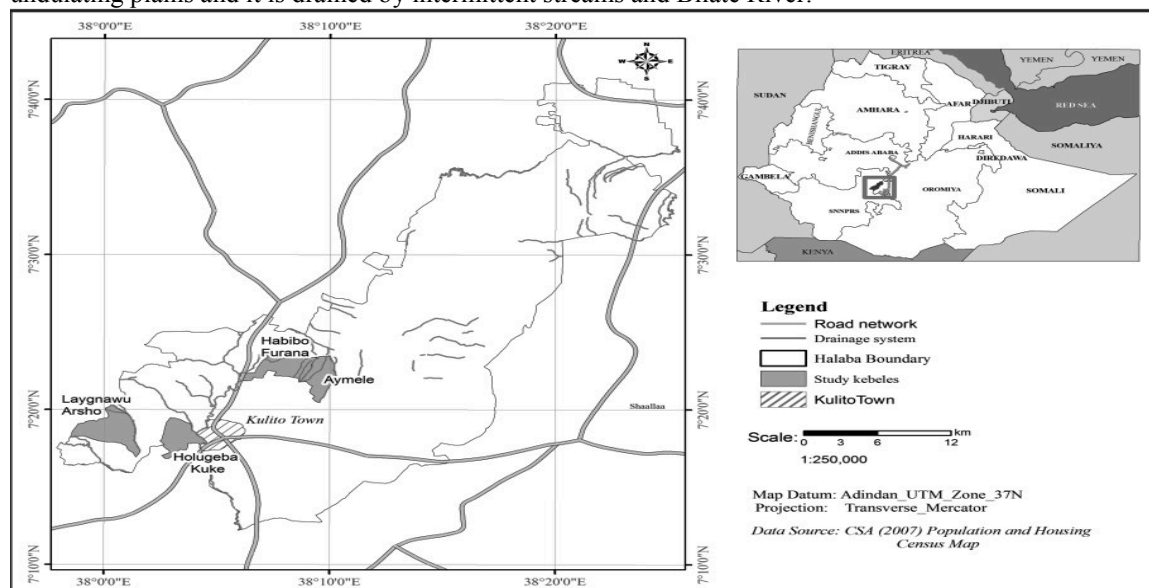 undulating plains and it is drained by intermittent streams and Bilate River.
38°0'0"E 38°10'0"E 38°20'0"E
7°40'0"N
7°30'0"N
7°20'0"N
7°10'0"N
N
W E
S
Habibo
Furana
Aymele
Laygnawu
Arsho
Kulito Town
Holugeba
Kuke
Shaallaa
7°40'0"N
7°30'0"N
7°20'0"N
7°10'0"N
38°0'0"E 38°10'0"E 38°20'0"E
ERITREA
YEMEN
YEMEN
TIGRAY
SUDAN
AMHARA
AFAR
DJIBUTI
RED SEA
HARARI
SOMALIYA
ADDIS ABABA
DIREDAWA
GAMBELA
OROMIYA
SOMALI
SNNPRS
KENYA
Legend
Road network
Drainage system
Halaba Boundary
Study kebeles
KulitoTown
Scale: km
0 3 6 12
1:250,000
Map Datum: Adindan_UTM_Zone_37N
Projection: Transverse_Mercator
Data Source: CSA (2007) Population and Housing
Census Map